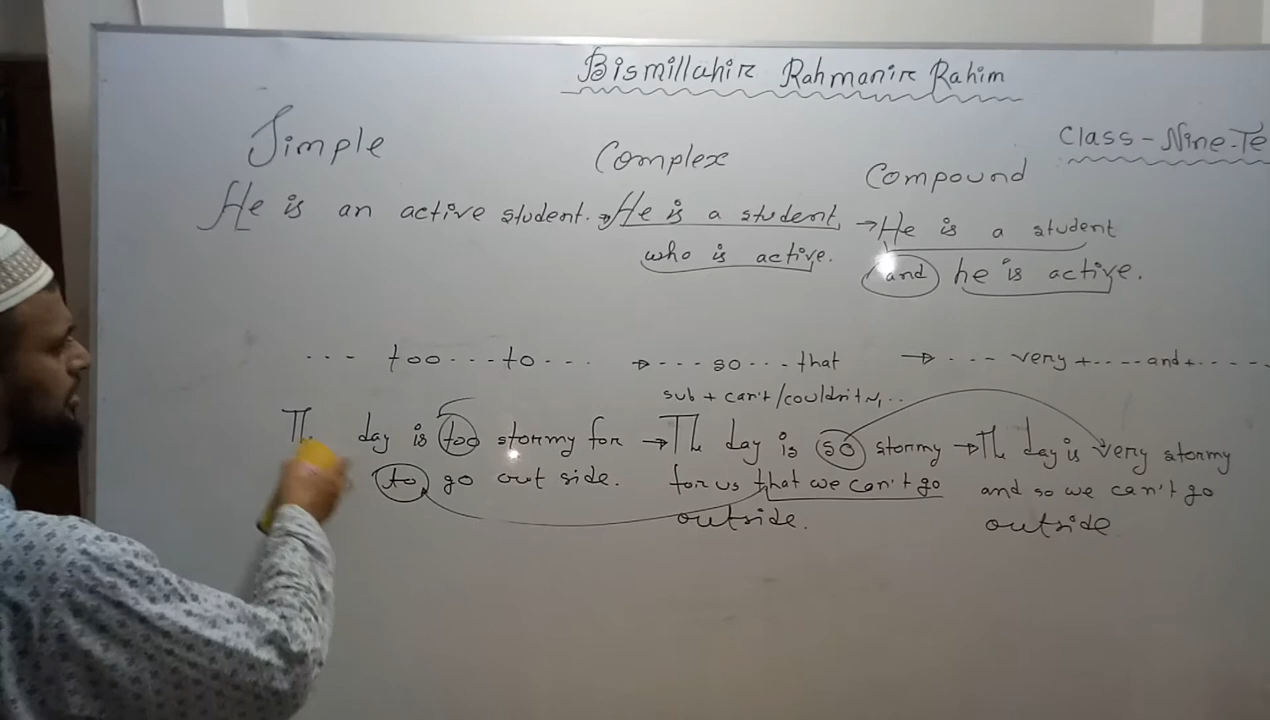 Bismillahir Rahmanir Rahim
Class - Nine-Te
Simple
Complex
Compound
He is an active student. → He is a student, → He is a student
who is active.
and he is active.
... too...to... → ...so...that → ... very +....and+.....
sub + can't/couldn't
day is too stormy for → The day is so stormy → The day is very stormy
to go out side. for us that we can't go and so we can't go
outside. outside